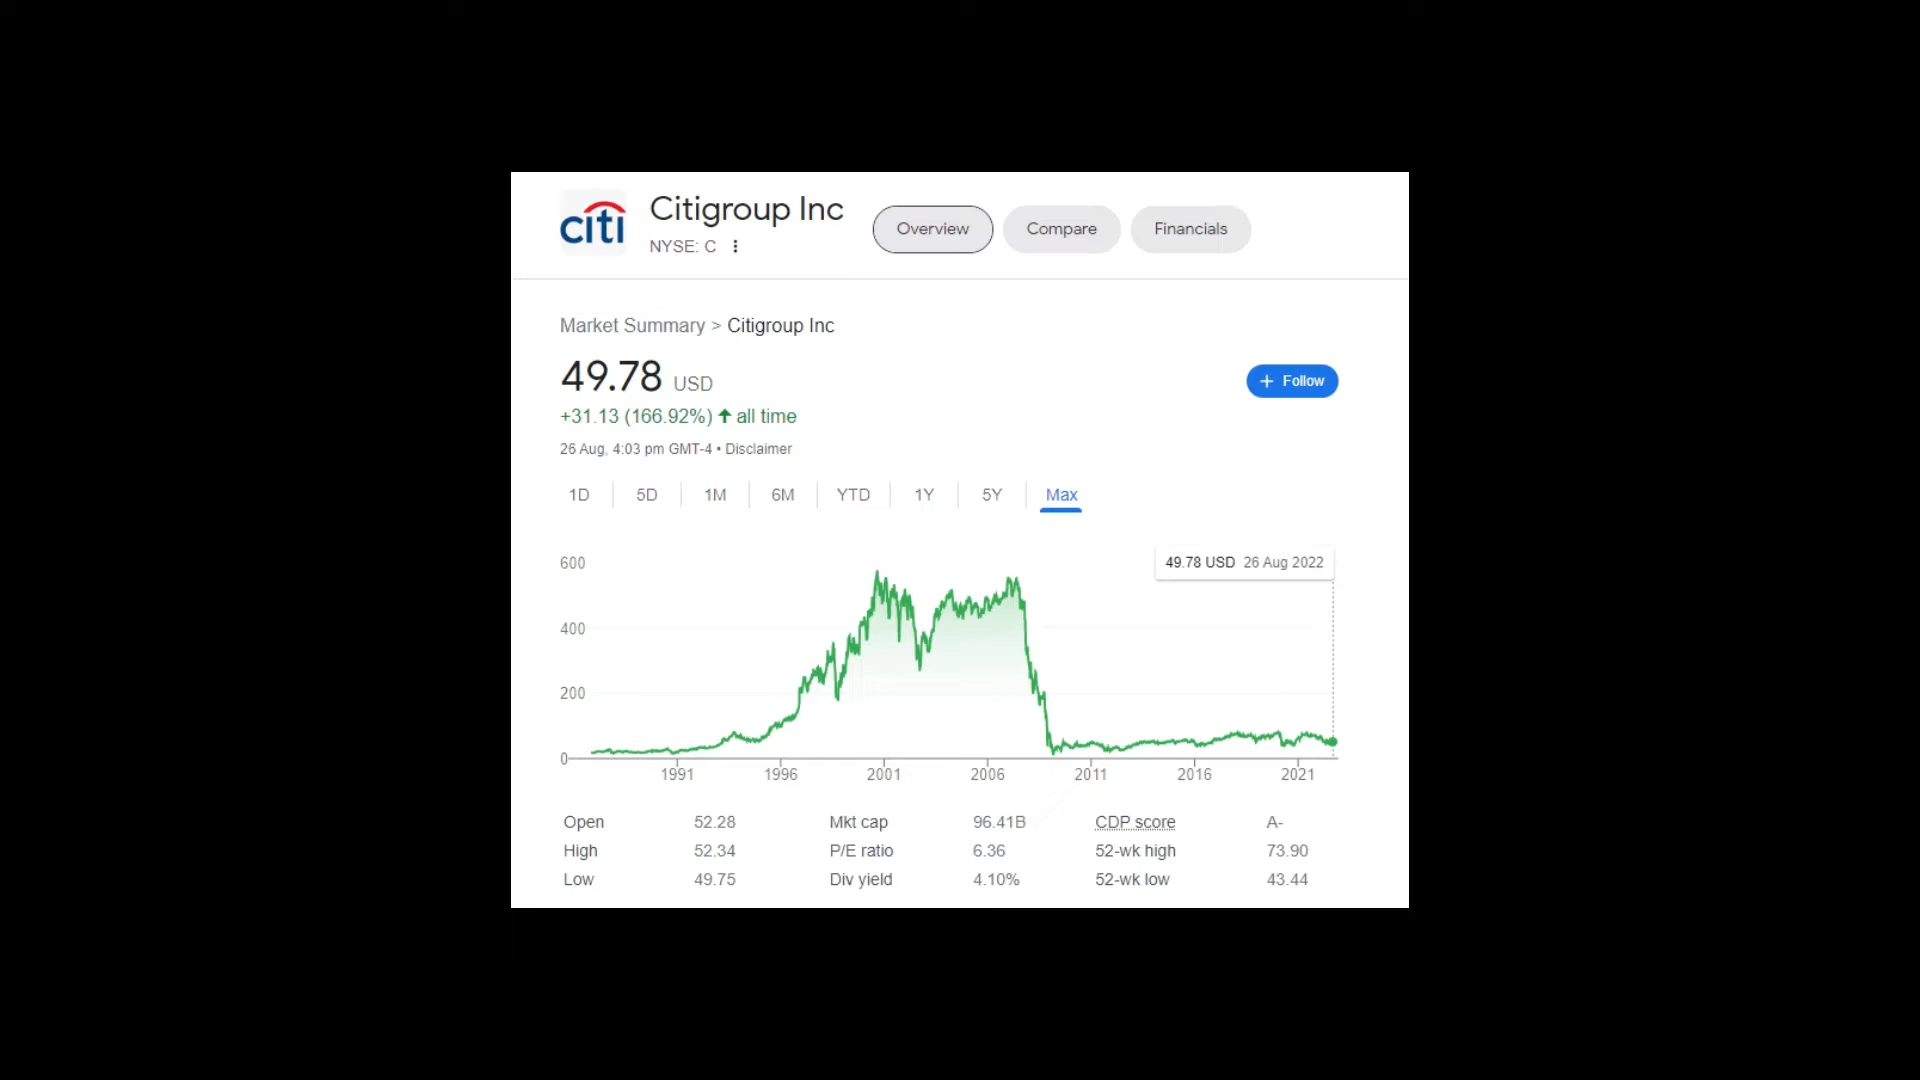 citi
Citigroup Inc
NYSE: C
Overview
Compare
Financials
Market Summary > Citigroup Inc
49.78 USD
+ Follow
+31.13 (166.92%) ↑ all time
26 Aug, 4:03 pm GMT-4 • Disclaimer
1D 5D 1M 6M YTD 1Y 5Y Max
49.78 USD 26 Aug 2022
600
400
200
0
1991 1996 2001 2006 2011 2016 2021
Open 52.28 Mkt cap 96.41B CDP score A-
High 52.34 P/E ratio 6.36 52-wk high 73.90
Low 49.75 Div yield 4.10% 52-wk low 43.44